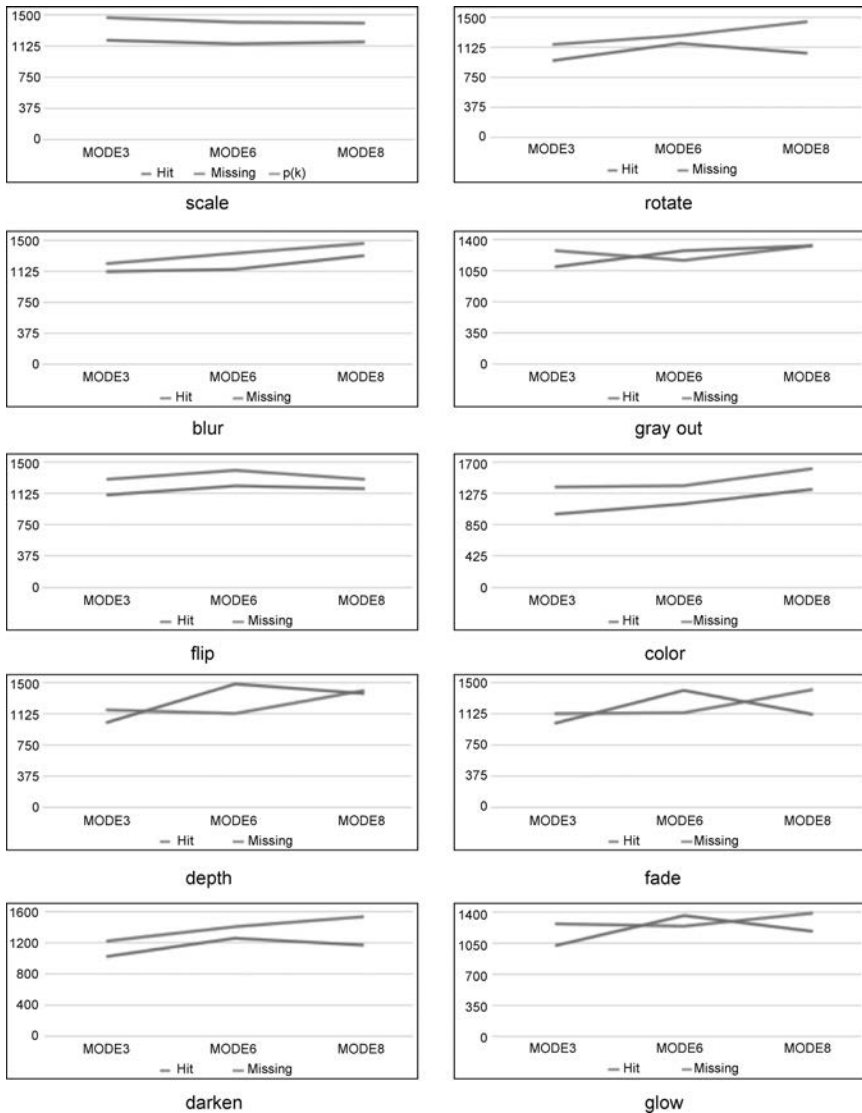 1500
1125
750
375
0
MODE3 MODE6 MODE8
Hit Missing p(k)
scale
1500
1125
750
375
0
MODE3 MODE6 MODE8
Hit Missing
rotate
1500
1125
750
375
0
MODE3 MODE6 MODE8
Hit Missing
blur
1400
1050
700
350
0
MODE3 MODE6 MODE8
Hit Missing
gray out
1500
1125
750
375
0
MODE3 MODE6 MODE8
Hit Missing
flip
1700
1275
850
425
0
MODE3 MODE6 MODE8
Hit Missing
color
1500
1125
750
375
0
MODE3 MODE6 MODE8
Hit Missing
depth
1500
1125
750
375
0
MODE3 MODE6 MODE8
Hit Missing
fade
1600
1200
800
400
0
MODE3 MODE6 MODE8
Hit Missing
darken
1400
1050
700
350
0
MODE3 MODE6 MODE8
Hit Missing
glow